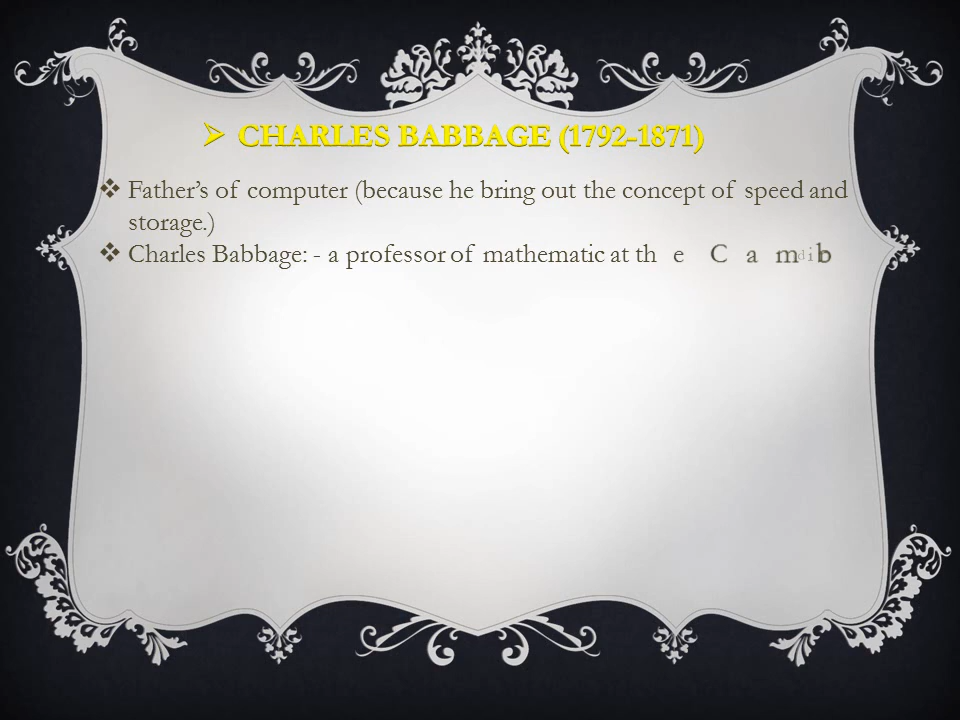 CHARLES BABBAGE (1792-1871)
Father's of computer (because he bring out the concept of speed and
storage.)
Charles Babbage: - a professor of mathematic at th e C a m